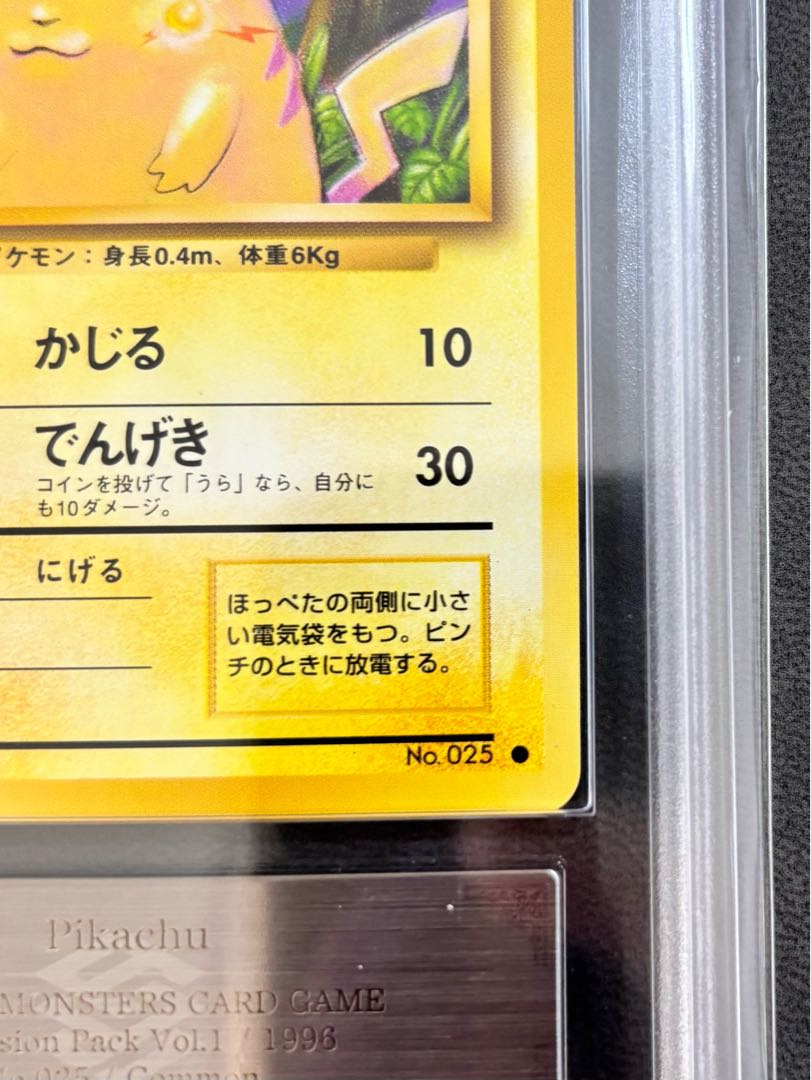 ケモン：身長0.4m、体重6Kg
かじる 10
でんげき 30
コインを投げて「うら」なら、自分に
も10ダメージ。
にげる
ほっぺたの両側に小さ
い電気袋をもつ。ピン
チのときに放電する。
No. 025 ●
Pikachu
MONSTERS CARD GAME
sion Pack Vol.1 / 1996
025 / Common